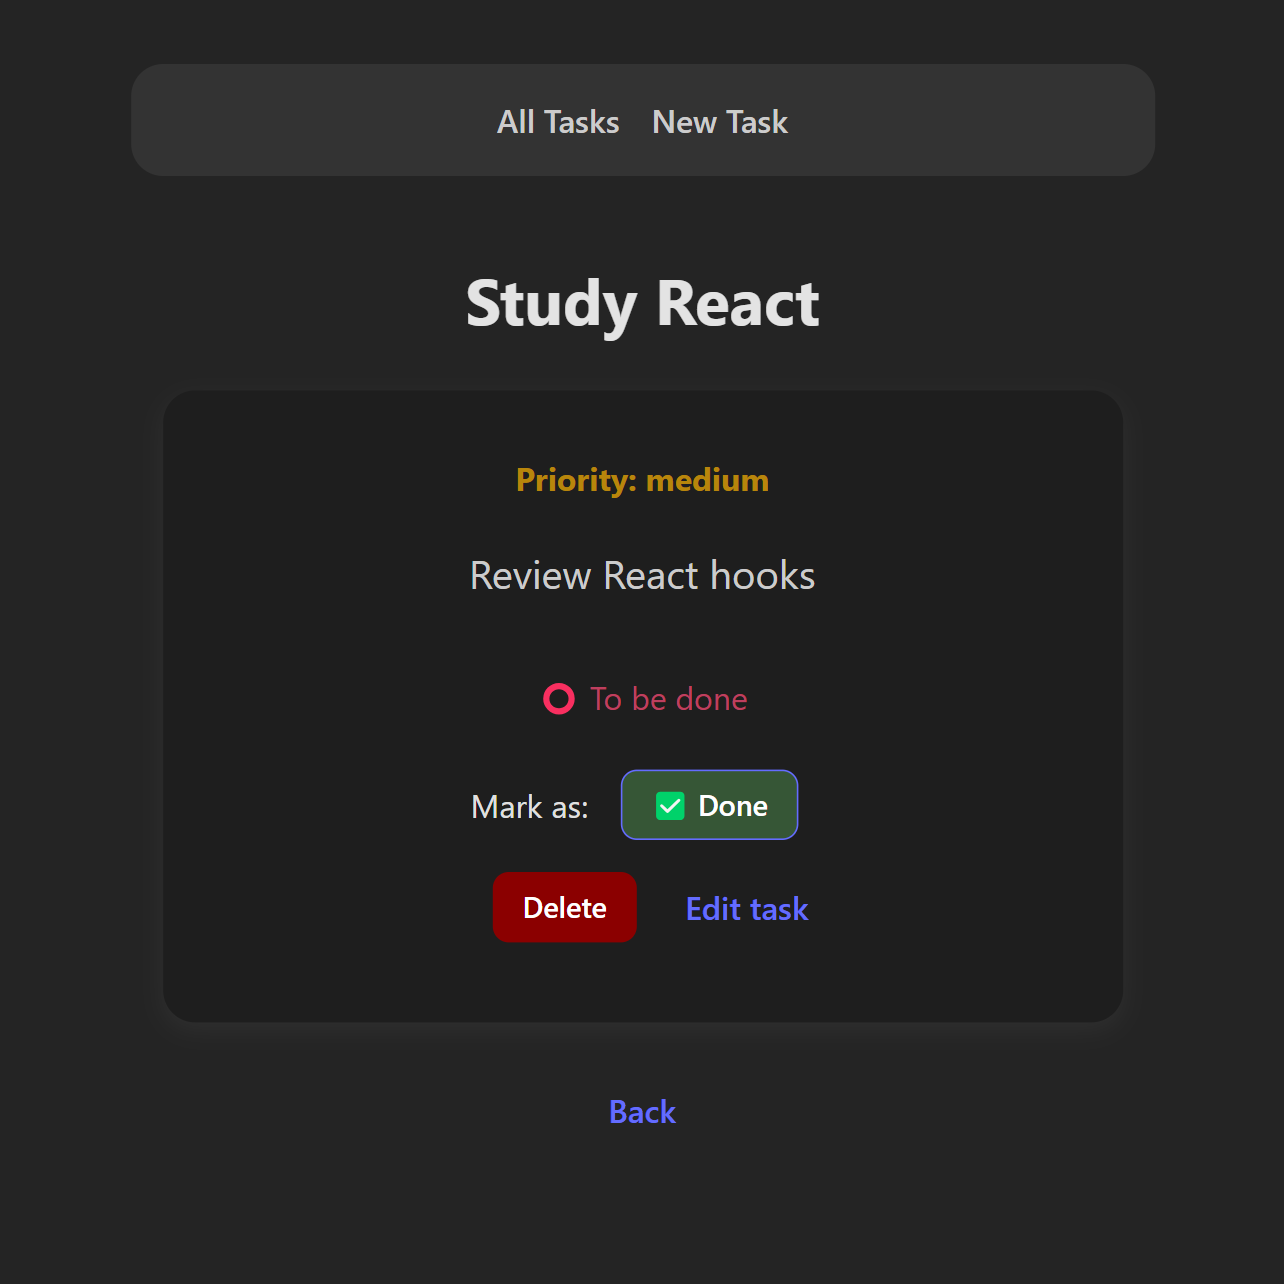 All Tasks New Task
Study React
Priority: medium
Review React hooks
To be done
Mark as: Done
Delete Edit task
Back